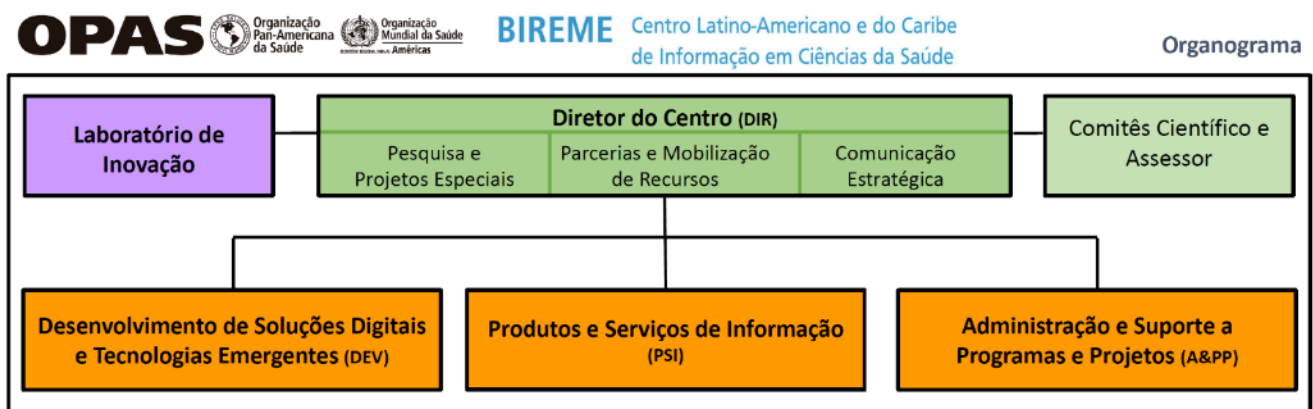 OPAS
Organização
Pan-Americana
da Saúde
Organização
Mundial da Saúde
Américas
BIREME
Centro Latino-Americano e do Caribe
de Informação em Ciências da Saúde
Organograma
Laboratório de
Inovação
Diretor do Centro (DIR)
Pesquisa e
Projetos Especiais
Parcerias e Mobilização
de Recursos
Comunicação
Estratégica
Comitês Científico e
Assessor
Desenvolvimento de Soluções Digitais
e Tecnologias Emergentes (DEV)
Produtos e Serviços de Informação
(PSI)
Administração e Suporte a
Programas e Projetos (A&PP)